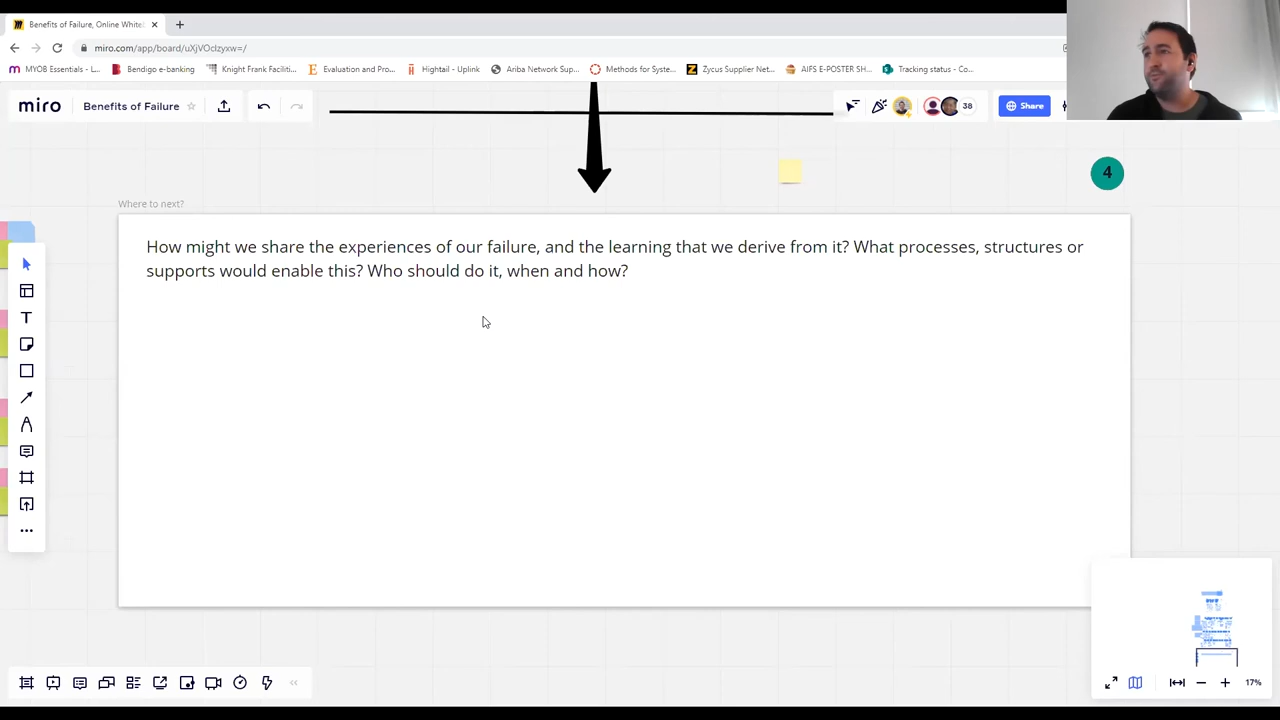 Benefits of Failure, Online White
miro.com/app/board/uXjVOclzyxw=/
MYOB Essentials - L... Bendigo e-banking Knight Frank Faciliti... Evaluation and Pro... Hightail - Uplink Ariba Network Sup... Methods for Syste... Zycus Supplier Net... AIFS E-POSTER SH... Tracking status - Co...
miro Benefits of Failure 38 Share
4
Where to next?
How might we share the experiences of our failure, and the learning that we derive from it? What processes, structures or
supports would enable this? Who should do it, when and how?
17%